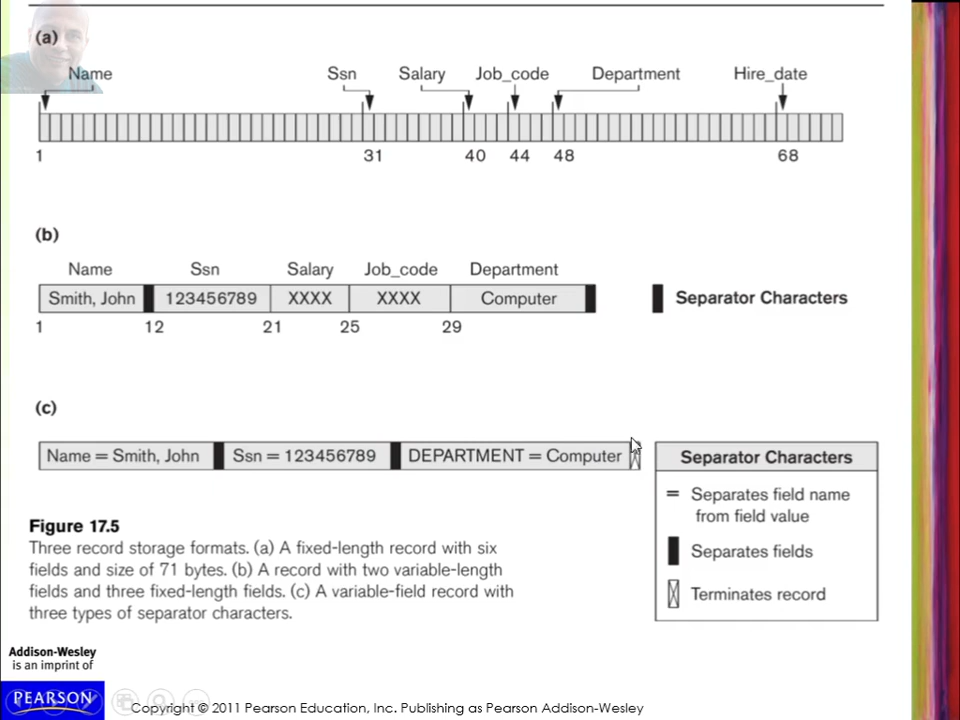 (a)
Name Ssn Salary Job_code Department Hire_date
1 31 40 44 48 68
(b)
Name Ssn Salary Job_code Department
Smith, John 123456789 XXXX XXXX Computer Separator Characters
1 12 21 25 29
(c)
Name = Smith, John Ssn = 123456789 DEPARTMENT = Computer
Separator Characters
= Separates field name
from field value
Separates fields
Terminates record
Figure 17.5
Three record storage formats. (a) A fixed-length record with six
fields and size of 71 bytes. (b) A record with two variable-length
fields and three fixed-length fields. (c) A variable-field record with
three types of separator characters.
Addison-Wesley
is an imprint of
PEARSON
Copyright © 2011 Pearson Education, Inc. Publishing as Pearson Addison-Wesley